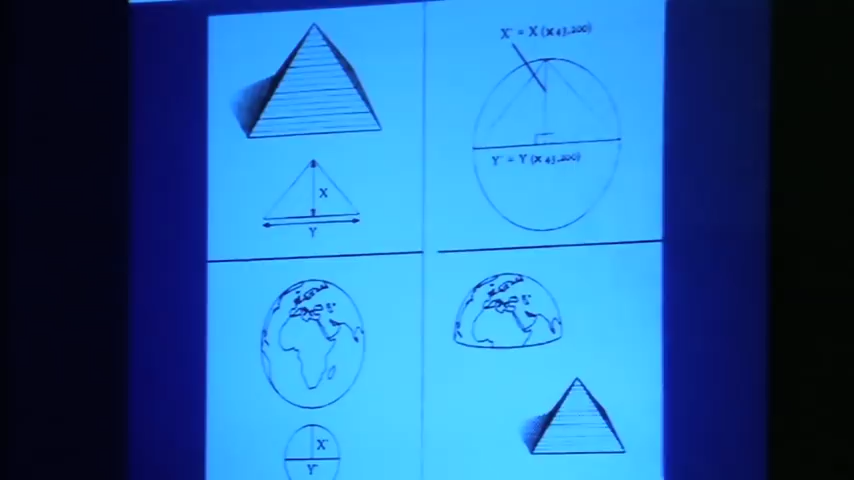 X' = X (x 43,200)
Y' = Y (x 43,200)
X
Y
X'
Y'